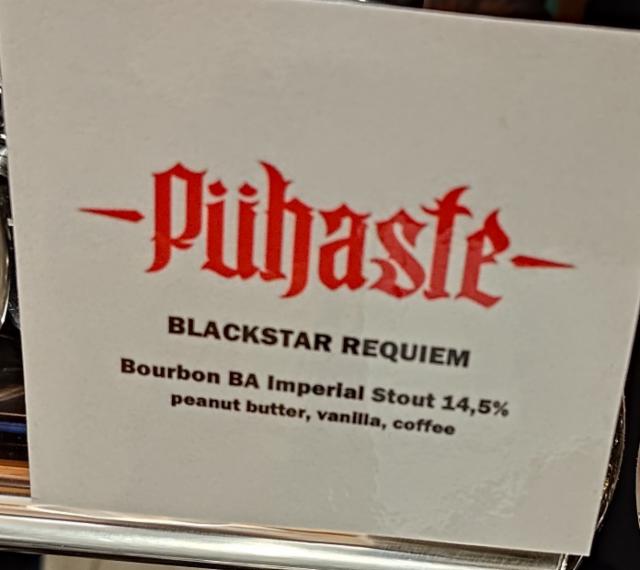 Pühaste
BLACKSTAR REQUIEM
Bourbon BA Imperial Stout 14,5%
peanut butter, vanilla, coffee